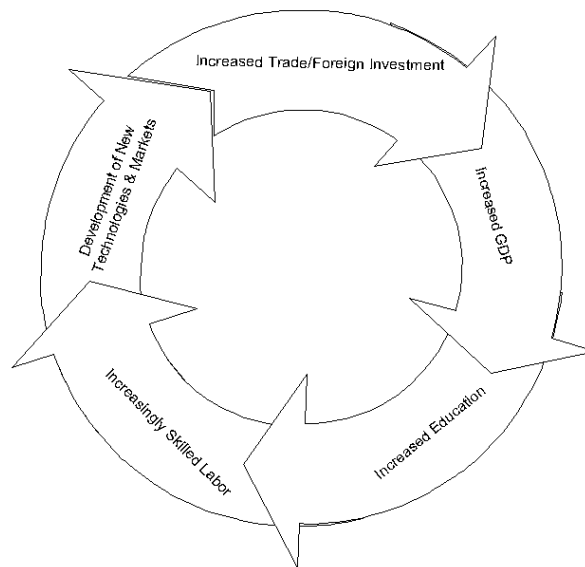 Increased Trade/Foreign Investment
Increased GDP
Increased Education
Increasingly Skilled Labor
Development of New
Technologies & Markets